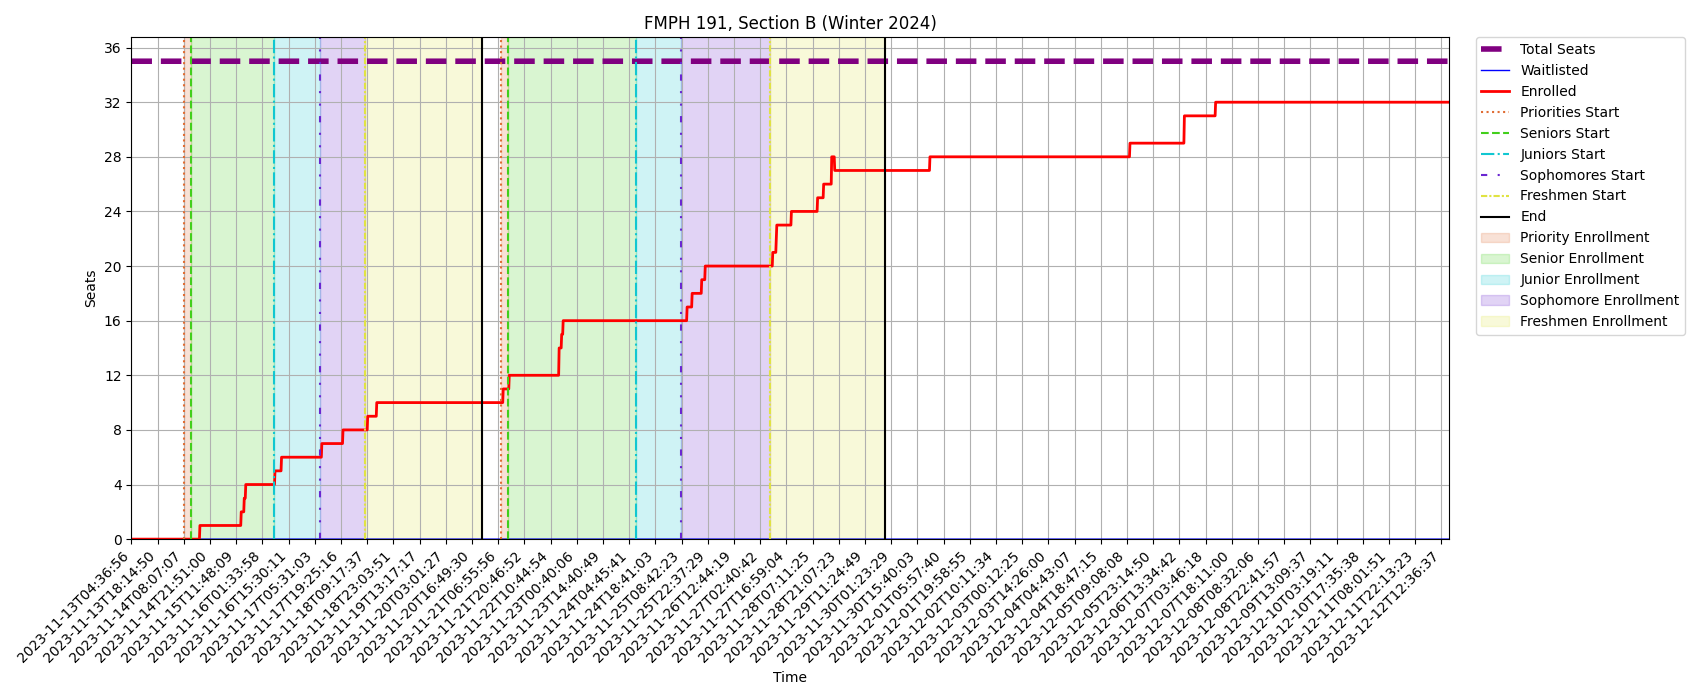 FMPH 191, Section B (Winter 2024)
Seats
36
32
28
24
20
16
12
8
4
0
2023-11-13T04:36:56
2023-11-13T18:14:50
2023-11-14T08:07:07
2023-11-14T21:51:00
2023-11-15T11:48:09
2023-11-16T01:33:58
2023-11-16T15:30:11
2023-11-17T05:31:03
2023-11-17T19:25:16
2023-11-18T09:17:37
2023-11-18T23:03:51
2023-11-19T13:17:17
2023-11-20T03:01:27
2023-11-20T16:49:30
2023-11-21T06:55:56
2023-11-21T20:46:52
2023-11-22T10:44:54
2023-11-23T00:40:06
2023-11-23T14:40:49
2023-11-24T04:45:41
2023-11-24T18:41:03
2023-11-25T08:42:23
2023-11-25T22:37:29
2023-11-26T12:44:19
2023-11-27T02:40:42
2023-11-27T16:59:04
2023-11-28T07:11:25
2023-11-28T21:07:23
2023-11-29T11:24:49
2023-11-30T01:23:29
2023-11-30T15:40:03
2023-12-01T05:57:40
2023-12-01T19:58:55
2023-12-02T10:11:34
2023-12-03T00:12:25
2023-12-03T14:26:00
2023-12-04T04:43:07
2023-12-04T18:47:15
2023-12-05T09:08:08
2023-12-05T23:14:50
2023-12-06T13:34:42
2023-12-07T03:46:18
2023-12-07T18:11:00
2023-12-08T08:32:06
2023-12-08T22:41:57
2023-12-09T13:09:37
2023-12-10T03:19:11
2023-12-10T17:35:38
2023-12-11T08:01:51
2023-12-11T22:13:23
2023-12-12T12:36:37
Time
Total Seats
Waitlisted
Enrolled
Priorities Start
Seniors Start
Juniors Start
Sophomores Start
Freshmen Start
End
Priority Enrollment
Senior Enrollment
Junior Enrollment
Sophomore Enrollment
Freshmen Enrollment